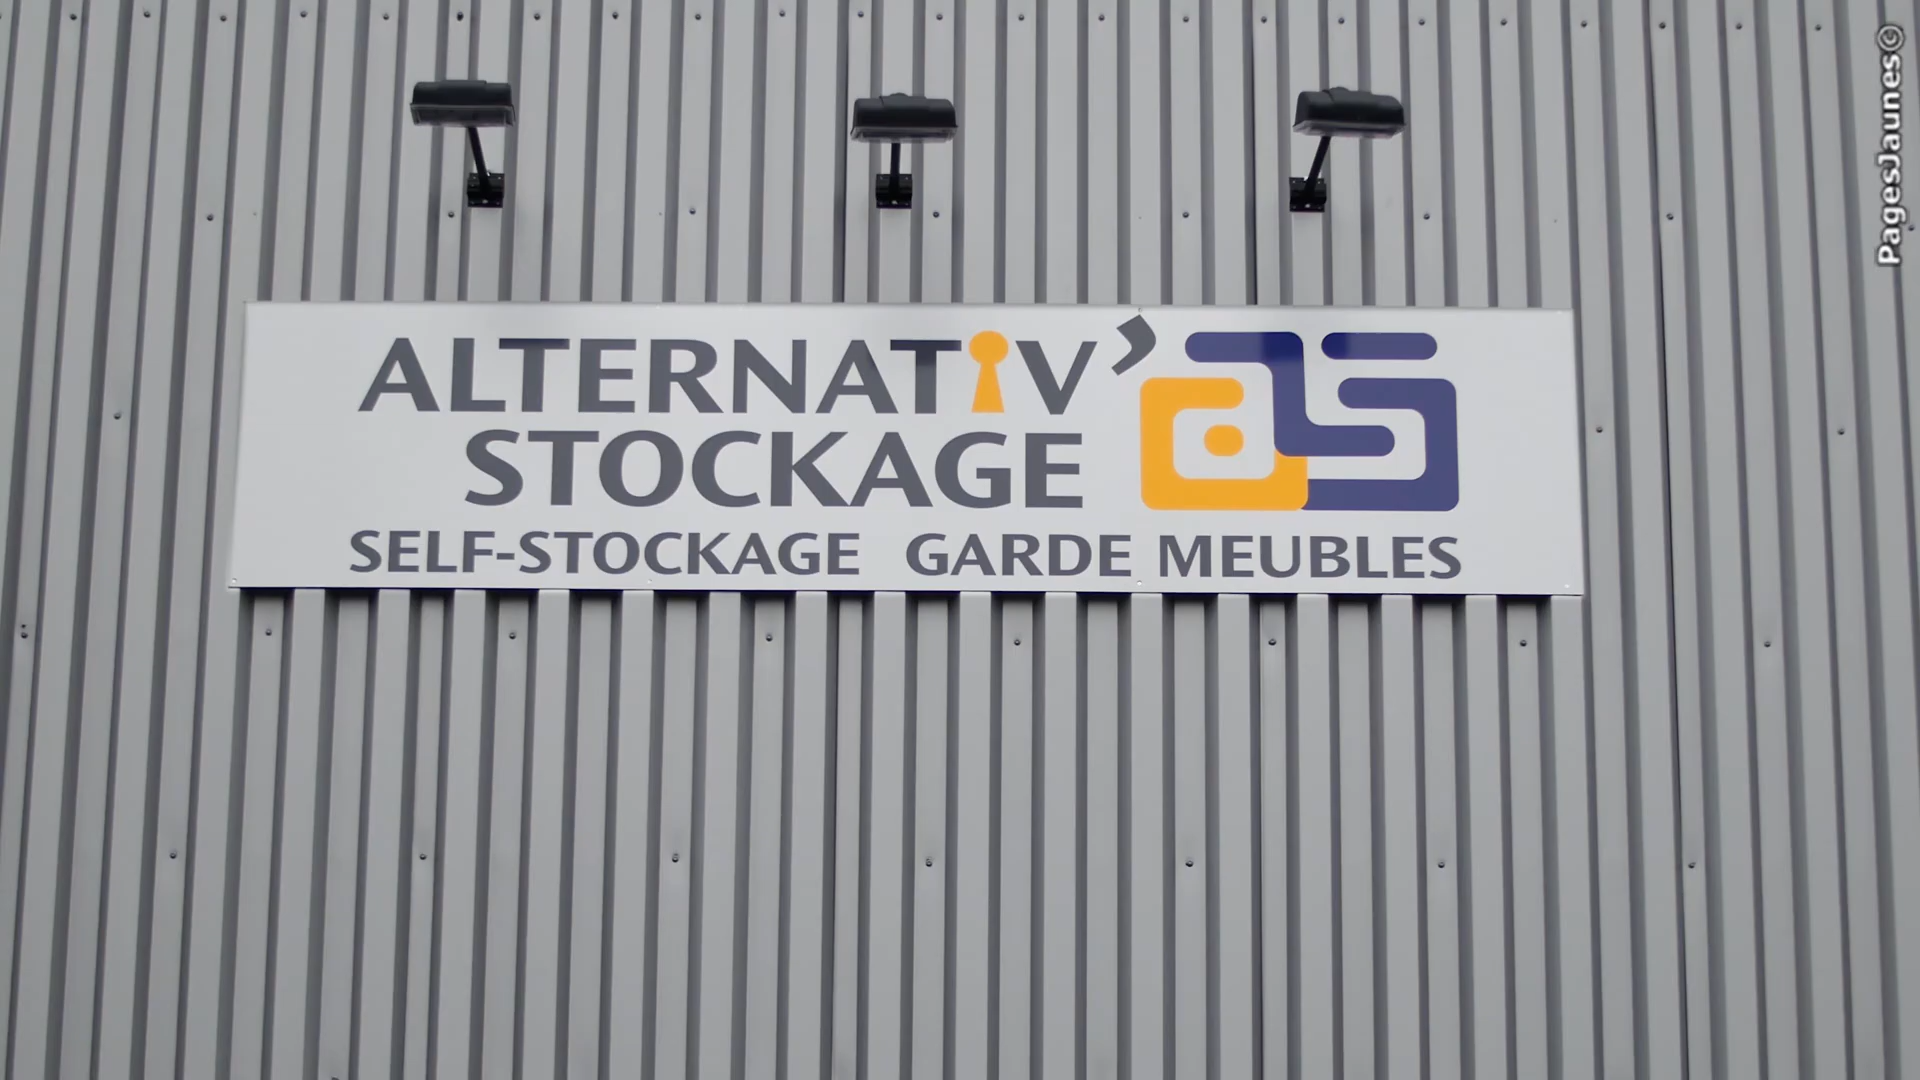 ALTERNATIV'
STOCKAGE
as
SELF-STOCKAGE GARDE MEUBLES
PagesJaunes©